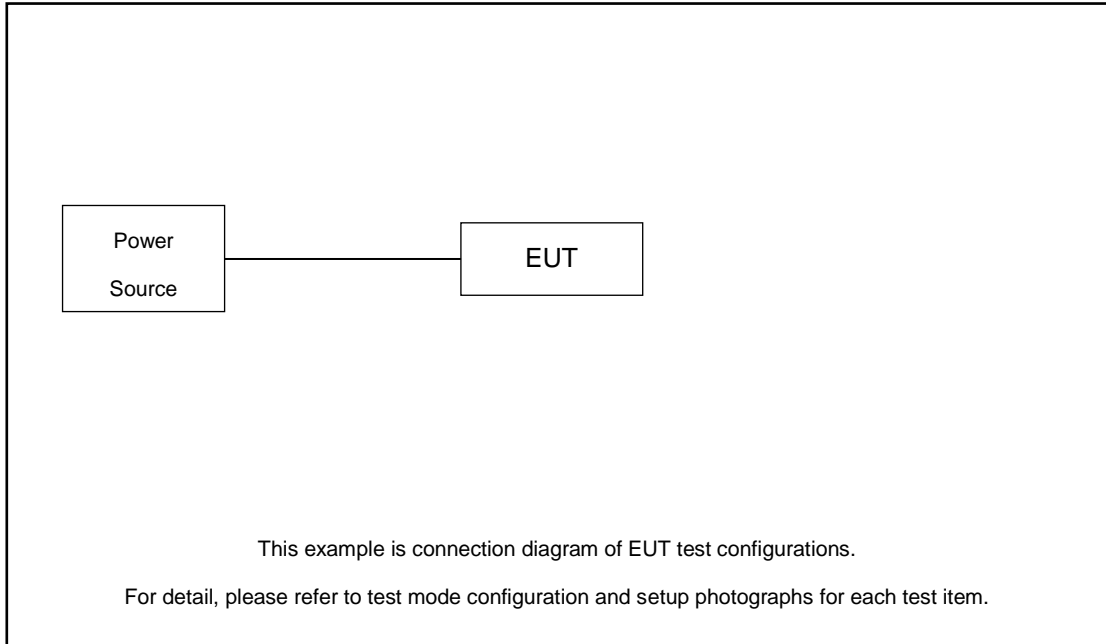 Power
Source
EUT
This example is connection diagram of EUT test configurations.
For detail, please refer to test mode configuration and setup photographs for each test item.